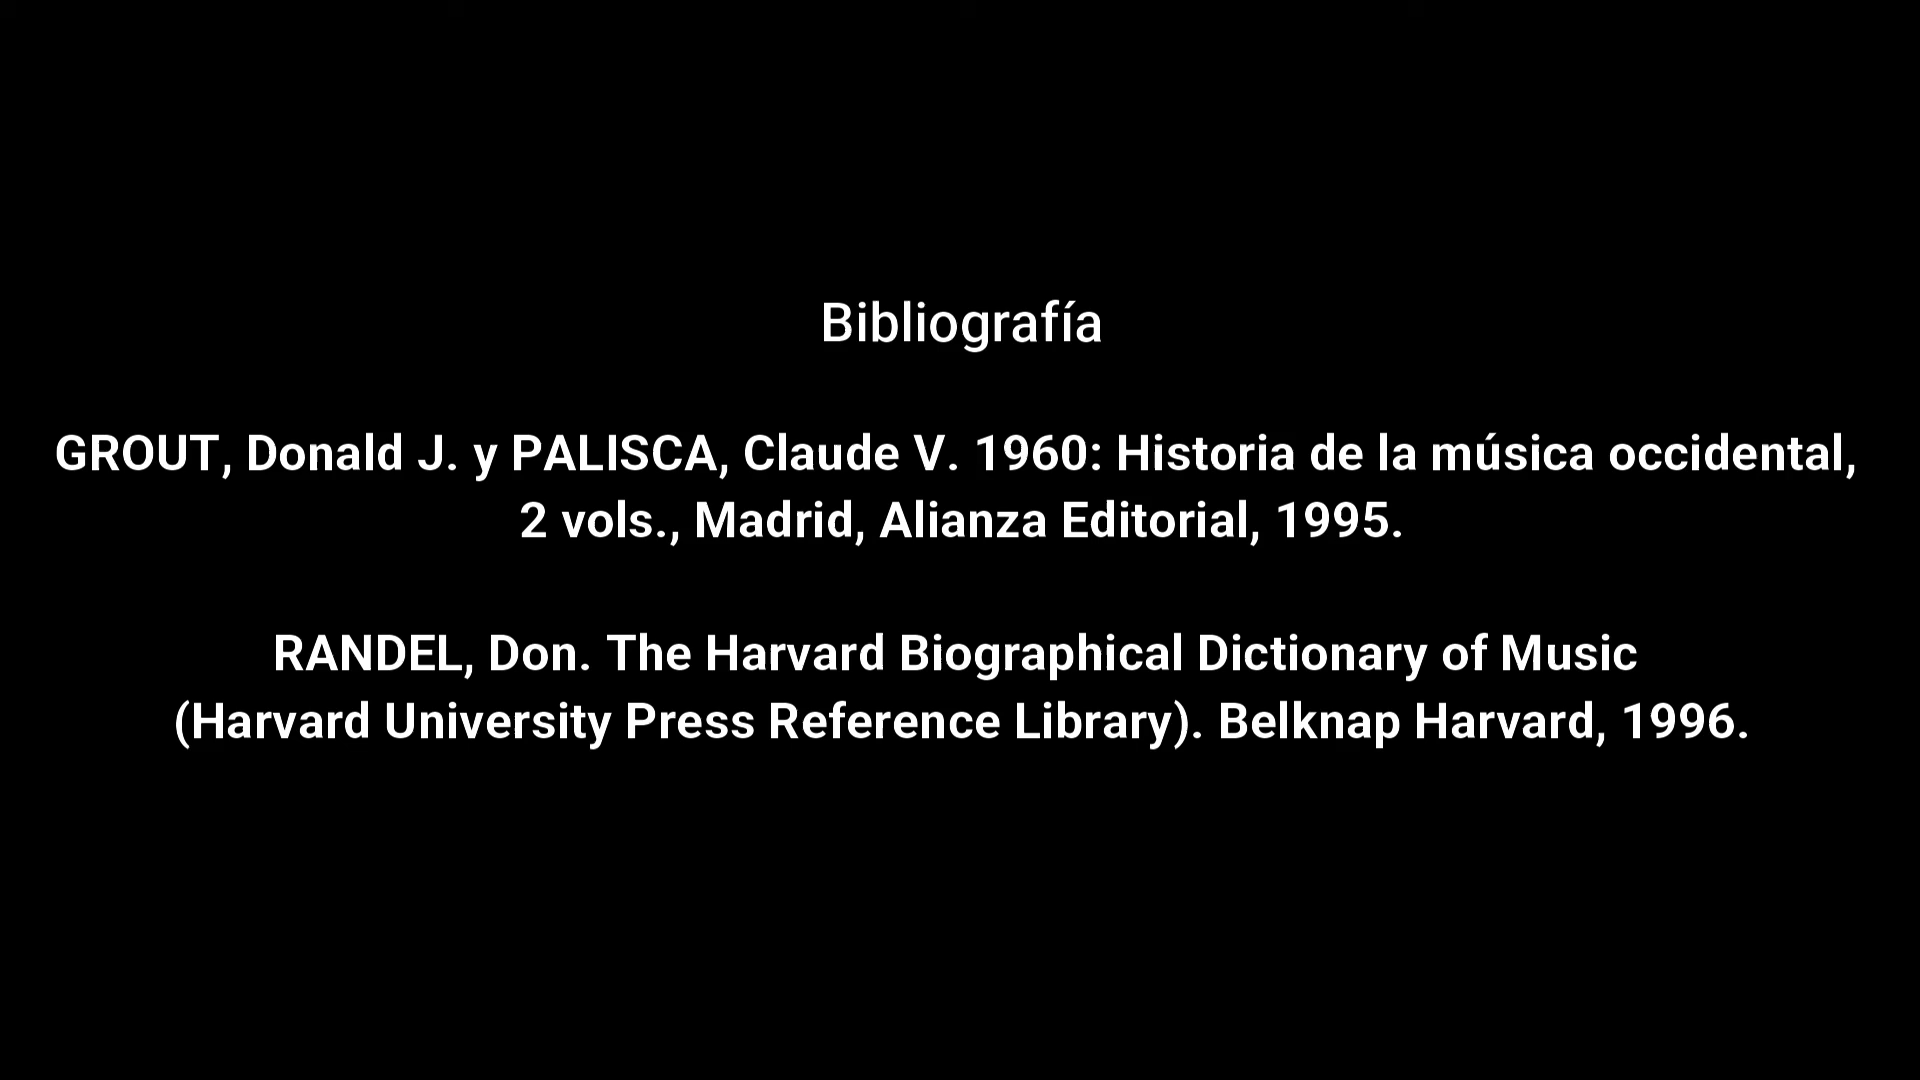 Bibliografía
GROUT, Donald J. y PALISCA, Claude V. 1960: Historia de la música occidental,
2 vols., Madrid, Alianza Editorial, 1995.
RANDEL, Don. The Harvard Biographical Dictionary of Music
(Harvard University Press Reference Library). Belknap Harvard, 1996.